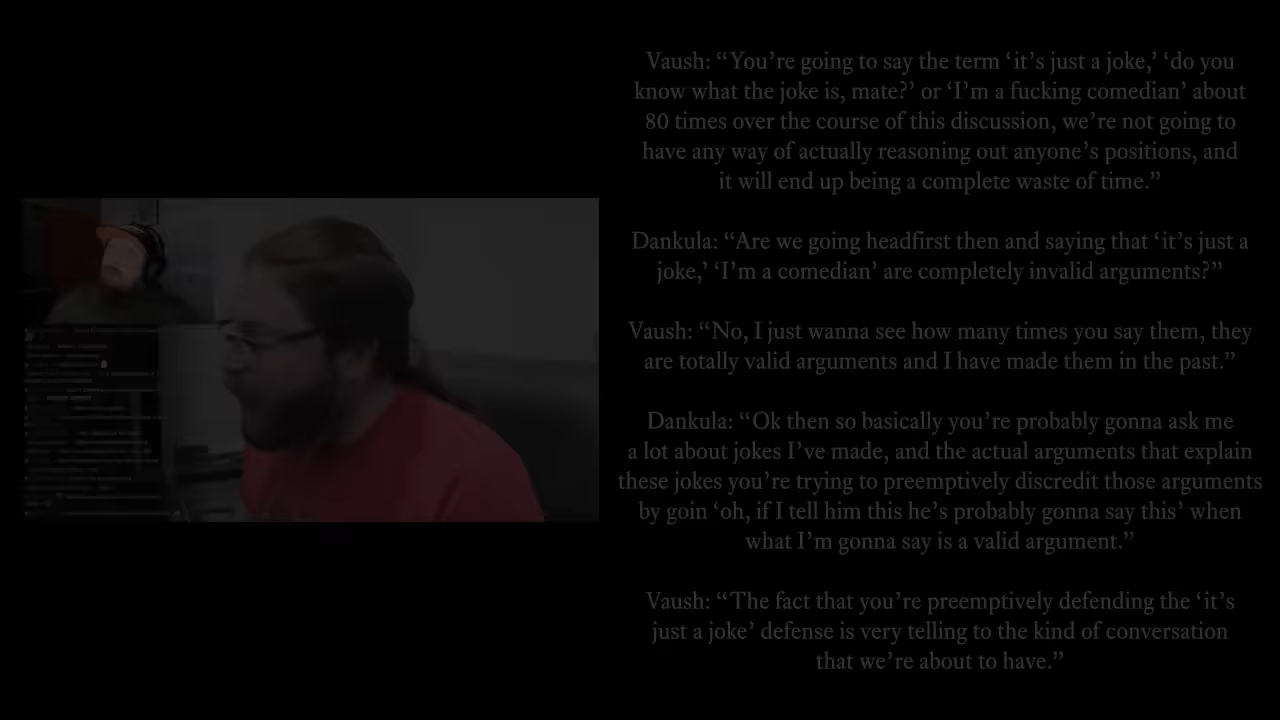 Vaush: “You’re going to say the term ‘it’s just a joke,’ ‘do you
know what the joke is, mate?’ or ‘I’m a fucking comedian’ about
80 times over the course of this discussion, we’re not going to
have any way of actually reasoning out anyone’s positions, and
it will end up being a complete waste of time.”
Dankula: “Are we going headfirst then and saying that ‘it’s just a
joke,’ ‘I’m a comedian’ are completely invalid arguments?”
Vaush: “No, I just wanna see how many times you say them, they
are totally valid arguments and I have made them in the past.”
Dankula: “Ok then so basically you’re probably gonna ask me
a lot about jokes I’ve made, and the actual arguments that explain
these jokes you’re trying to preemptively discredit those arguments
by goin ‘oh, if I tell him this he’s probably gonna say this’ when
what I’m gonna say is a valid argument.”
Vaush: “The fact that you’re preemptively defending the ‘it’s
just a joke’ defense is very telling to the kind of conversation
that we’re about to have.”